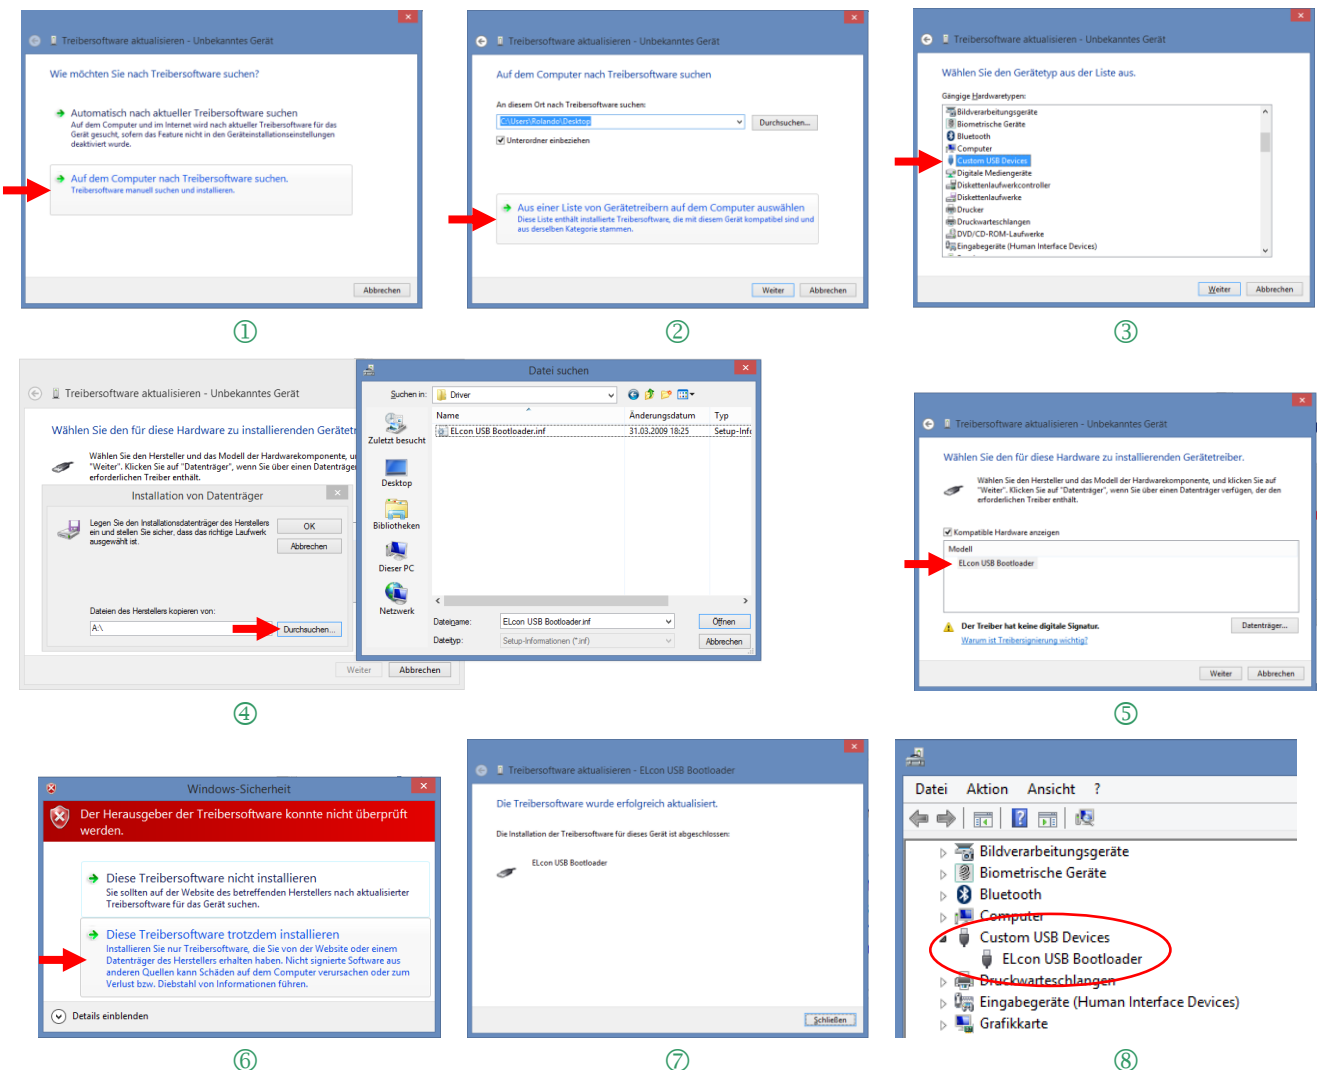 Treibersoftware aktualisieren - Unbekanntes Gerät
Wie möchten Sie nach Treibersoftware suchen?
Automatisch nach aktueller Treibersoftware suchen
Auf dem Computer und im Internet wird nach aktueller Treibersoftware für das
Gerät gesucht, sofern das Feature nicht in den Geräteinstallationseinstellungen
deaktiviert wurde.
Auf dem Computer nach Treibersoftware suchen.
Treibersoftware manuell suchen und installieren.
Abbrechen
①
Treibersoftware aktualisieren - Unbekanntes Gerät
Auf dem Computer nach Treibersoftware suchen
An diesem Ort nach Treibersoftware suchen:
C:\Users\Rolando\Desktop
Durchsuchen...
Unterordner einbeziehen
Aus einer Liste von Gerätetreibern auf dem Computer auswählen
Diese Liste enthält installierte Treibersoftware, die mit diesem Gerät kompatibel sind und
aus derselben Kategorie stammen.
Weiter Abbrechen
②
Treibersoftware aktualisieren - Unbekanntes Gerät
Wählen Sie den Gerätetyp aus der Liste aus.
Gängige Hardwaretypen:
Bildverarbeitungsgeräte
Biometrische Geräte
Bluetooth
Computer
Custom USB Devices
Digitale Mediengeräte
Diskettenlaufwerkcontroller
Diskettenlaufwerke
Drucker
Druckwarteschlangen
DVD/CD-ROM-Laufwerke
Eingabegeräte (Human Interface Devices)
Weiter Abbrechen
③
Treibersoftware aktualisieren - Unbekanntes Gerät
Wählen Sie den für diese Hardware zu installierenden Gerätetr
Wählen Sie den Hersteller und das Modell der Hardwarekomponente, u
"Weiter". Klicken Sie auf "Datenträger", wenn Sie über einen Datenträge
erforderlichen Treiber enthält.
Installation von Datenträger
Legen Sie den Installationsdatenträger des Herstellers
ein und stellen Sie sicher, dass das richtige Laufwerk
ausgewählt ist.
OK
Abbrechen
Dateien des Herstellers kopieren von:
A:\
Durchsuchen...
Weiter Abbrechen
Datei suchen
Suchen in: Driver
Name Änderungsdatum Typ
ELcon USB Bootloader.inf 31.03.2009 18:25 Setup-Info
Zuletzt besucht
Desktop
Bibliotheken
Dieser PC
Netzwerk
Dateiname: ELcon USB Bootloader.inf Öffnen
Dateityp: Setup-Informationen (*.inf) Abbrechen
④
Treibersoftware aktualisieren - Unbekanntes Gerät
Wählen Sie den für diese Hardware zu installierenden Gerätetreiber.
Wählen Sie den Hersteller und das Modell der Hardwarekomponente, und klicken Sie auf
"Weiter". Klicken Sie auf "Datenträger", wenn Sie über einen Datenträger verfügen, der den
erforderlichen Treiber enthält.
Kompatible Hardware anzeigen
Modell
ELcon USB Bootloader
Der Treiber hat keine digitale Signatur.
Warum ist Treibersignierung wichtig?
Datenträger...
Weiter Abbrechen
⑤
Windows-Sicherheit
Der Herausgeber der Treibersoftware konnte nicht überprüft
werden.
Diese Treibersoftware nicht installieren
Sie sollten auf der Website des betreffenden Herstellers nach aktualisierter
Treibersoftware für das Gerät suchen.
Diese Treibersoftware trotzdem installieren
Installieren Sie nur Treibersoftware, die Sie von der Website oder einem
Datenträger des Herstellers erhalten haben. Nicht signierte Software aus
anderen Quellen kann Schäden auf dem Computer verursachen oder zum
Verlust bzw. Diebstahl von Informationen führen.
Details einblenden
⑥
Treibersoftware aktualisieren - ELcon USB Bootloader
Die Treibersoftware wurde erfolgreich aktualisiert.
Die Installation der Treibersoftware für dieses Gerät ist abgeschlossen:
ELcon USB Bootloader
Schließen
⑦
Datei Aktion Ansicht ?
Bildverarbeitungsgeräte
Biometrische Geräte
Bluetooth
Computer
Custom USB Devices
ELcon USB Bootloader
Druckwarteschlangen
Eingabegeräte (Human Interface Devices)
Grafikkarte
⑧